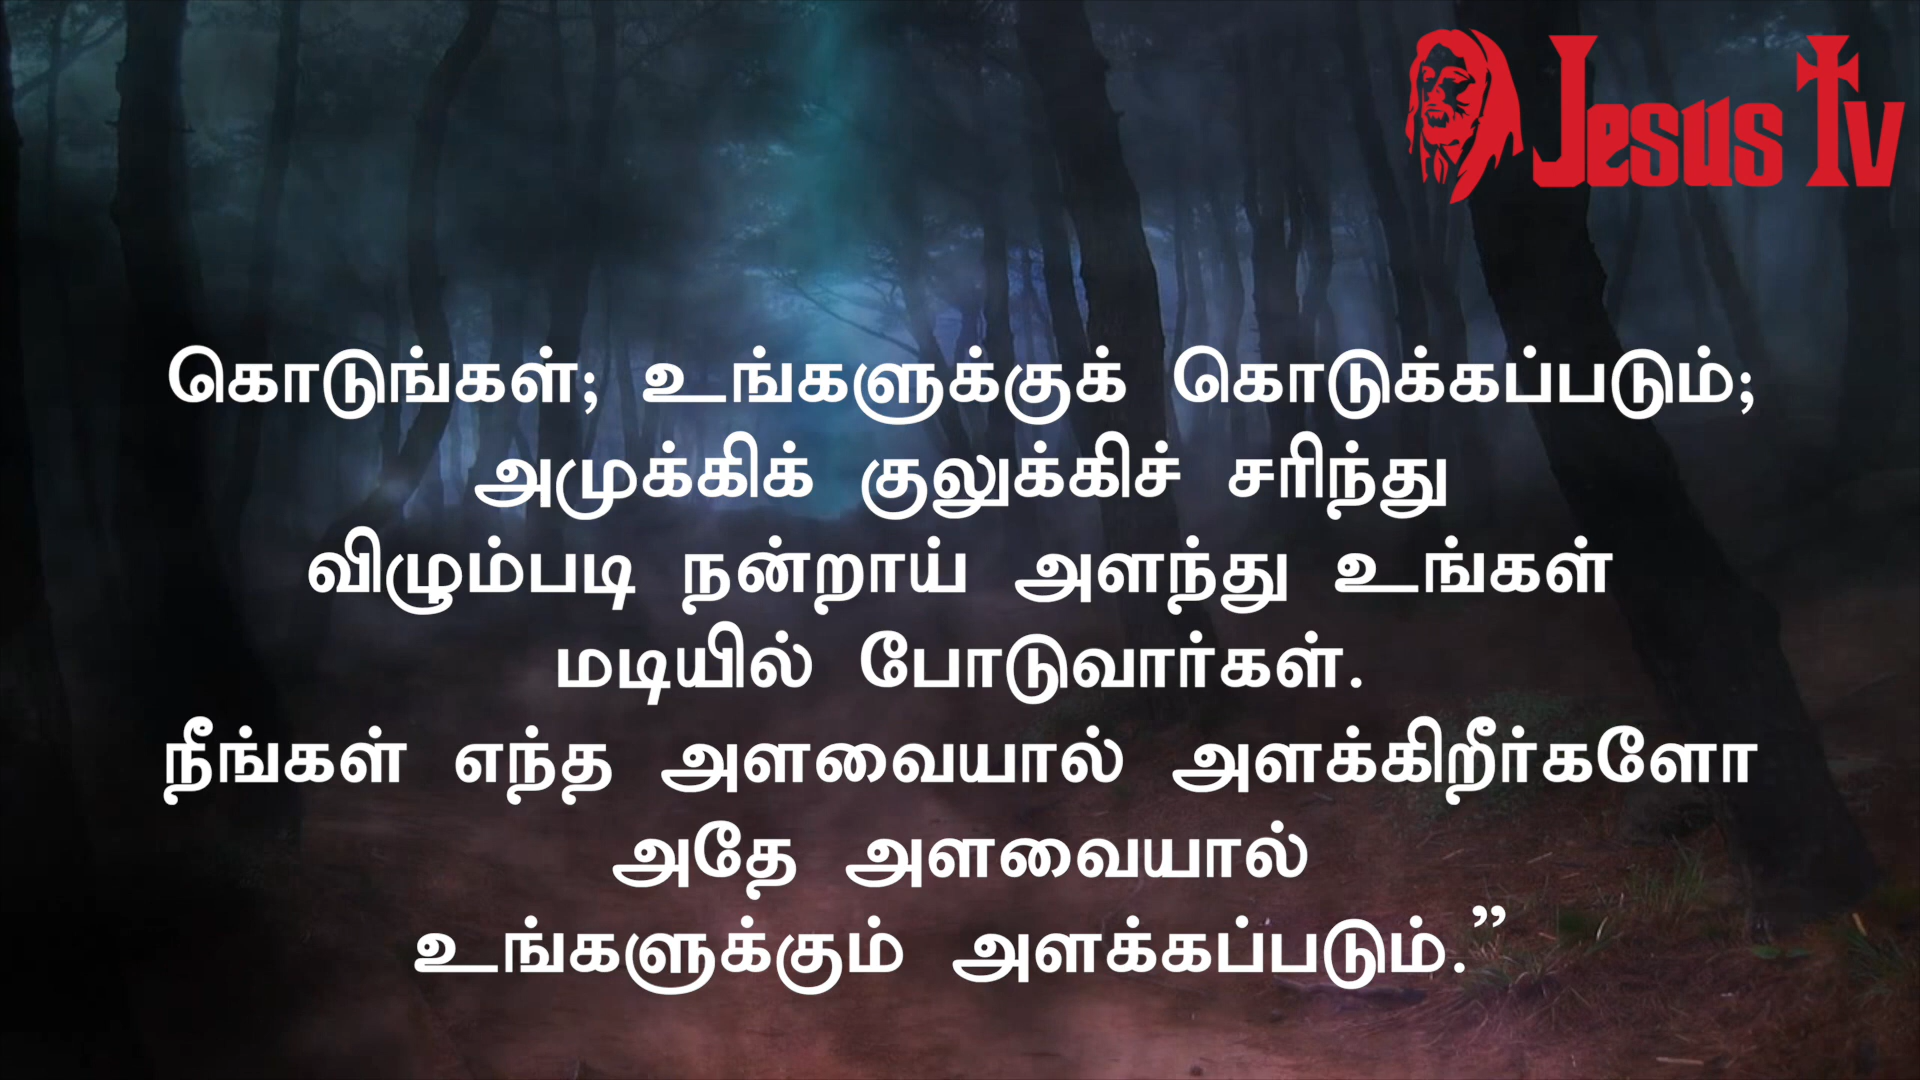 Jesus Tv
கொடுங்கள்; உங்களுக்குக் கொடுக்கப்படும்;
அமுக்கிக் குலுக்கிச் சரிந்து
விழும்படி நன்றாய் அளந்து உங்கள்
மடியில் போடுவார்கள்.
நீங்கள் எந்த அளவையால் அளக்கிறீர்களோ
அதே அளவையால்
உங்களுக்கும் அளக்கப்படும்.”